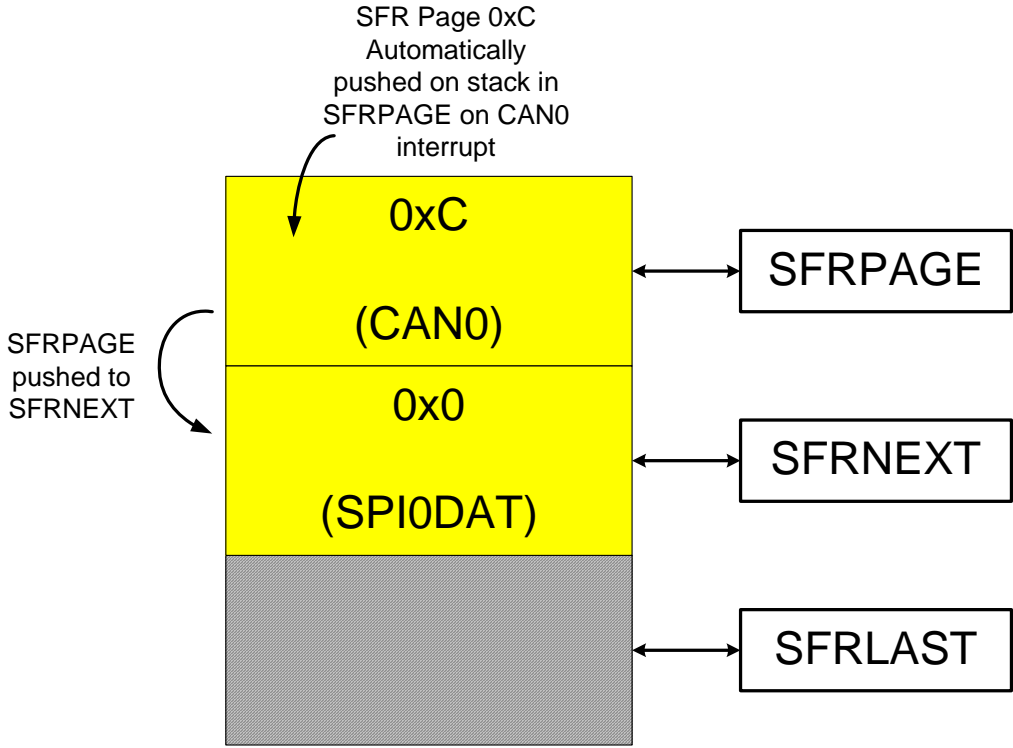 SFR Page 0xC
Automatically
pushed on stack in
SFRPAGE on CAN0
interrupt
0xC
(CAN0)
SFRPAGE
SFRPAGE
pushed to
SFRNEXT
0x0
(SPI0DAT)
SFRNEXT
SFRLAST